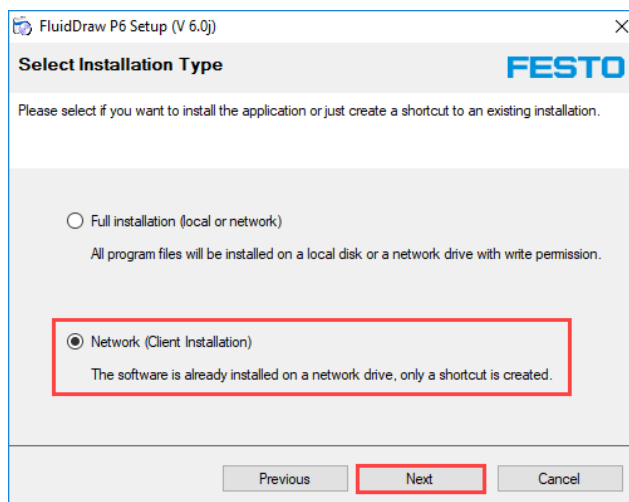 FluidDraw P6 Setup (V 6.0j)
Select Installation Type
FESTO
Please select if you want to install the application or just create a shortcut to an existing installation.
Full installation (local or network)
All program files will be installed on a local disk or a network drive with write permission.
Network (Client Installation)
The software is already installed on a network drive, only a shortcut is created.
Previous
Next
Cancel